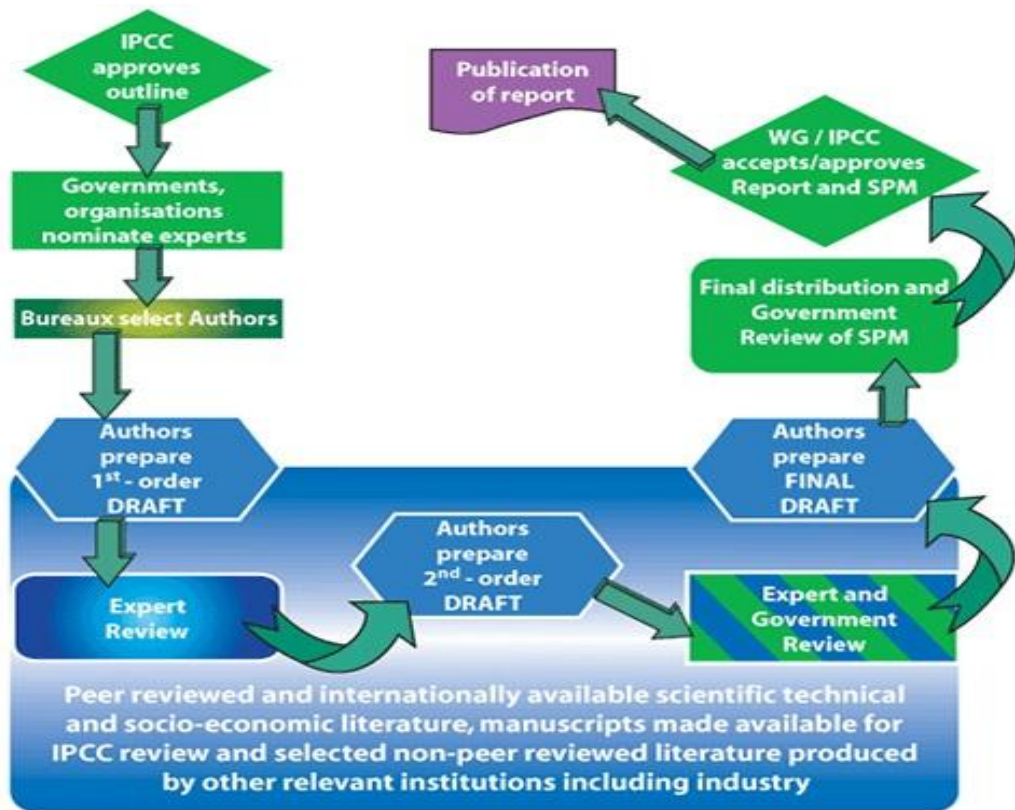 IPCC
approves
outline
Governments,
organisations
nominate experts
Bureaux select Authors
Authors
prepare
1st - order
DRAFT
Expert
Review
Authors
prepare
2nd - order
DRAFT
Expert and
Government
Review
Authors
prepare
FINAL
DRAFT
Final distribution and
Government
Review of SPM
WG / IPCC
accepts/approves
Report and SPM
Publication
of report
Peer reviewed and internationally available scientific technical
and socio-economic literature, manuscripts made available for
IPCC review and selected non-peer reviewed literature produced
by other relevant institutions including industry